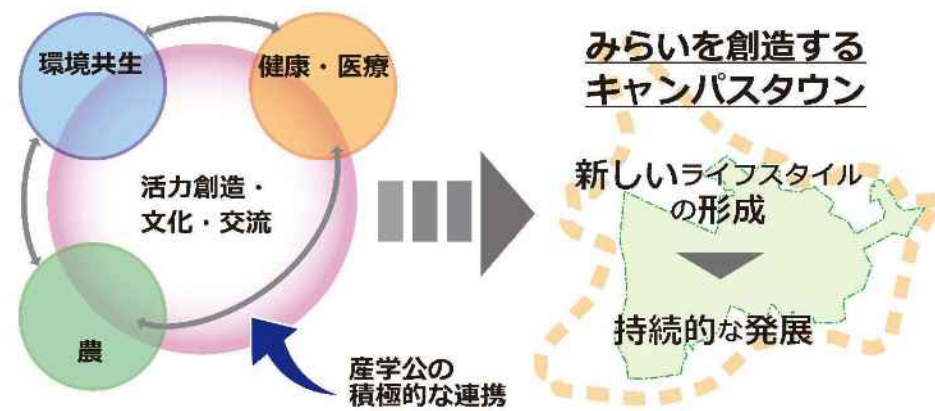 環境共生
健康・医療
活力創造・
文化・交流
農
産学公の
積極的な連携
みらいを創造する
キャンパスタウン
新しいライフスタイル
の形成
持続的な発展